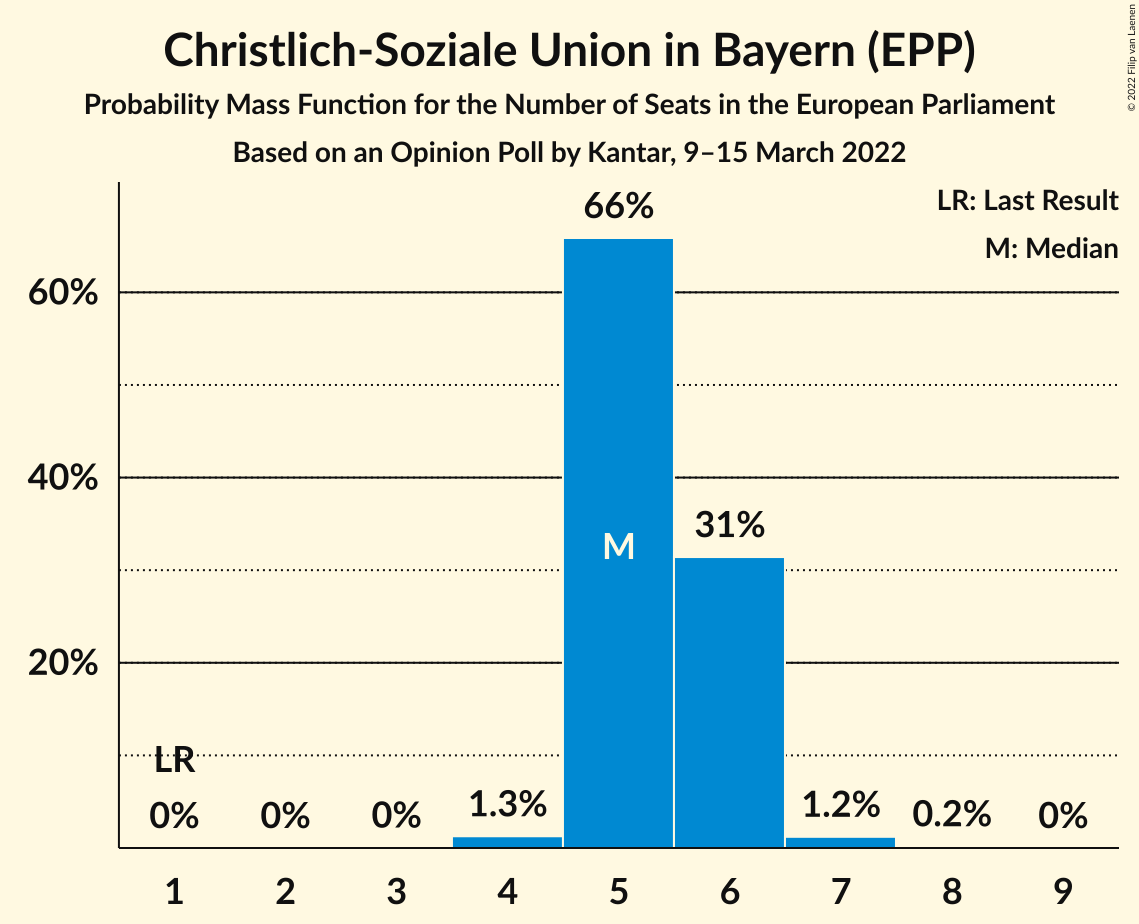 Christlich-Soziale Union in Bayern (EPP)
Probability Mass Function for the Number of Seats in the European Parliament
Based on an Opinion Poll by Kantar, 9–15 March 2022
© 2022 Filip van Laenen
LR: Last Result
M: Median
66%
60%
40%
31%
M
20%
LR
0%
0%
0%
1.3%
1.2%
0.2%
0%
1 2 3 4 5 6 7 8 9